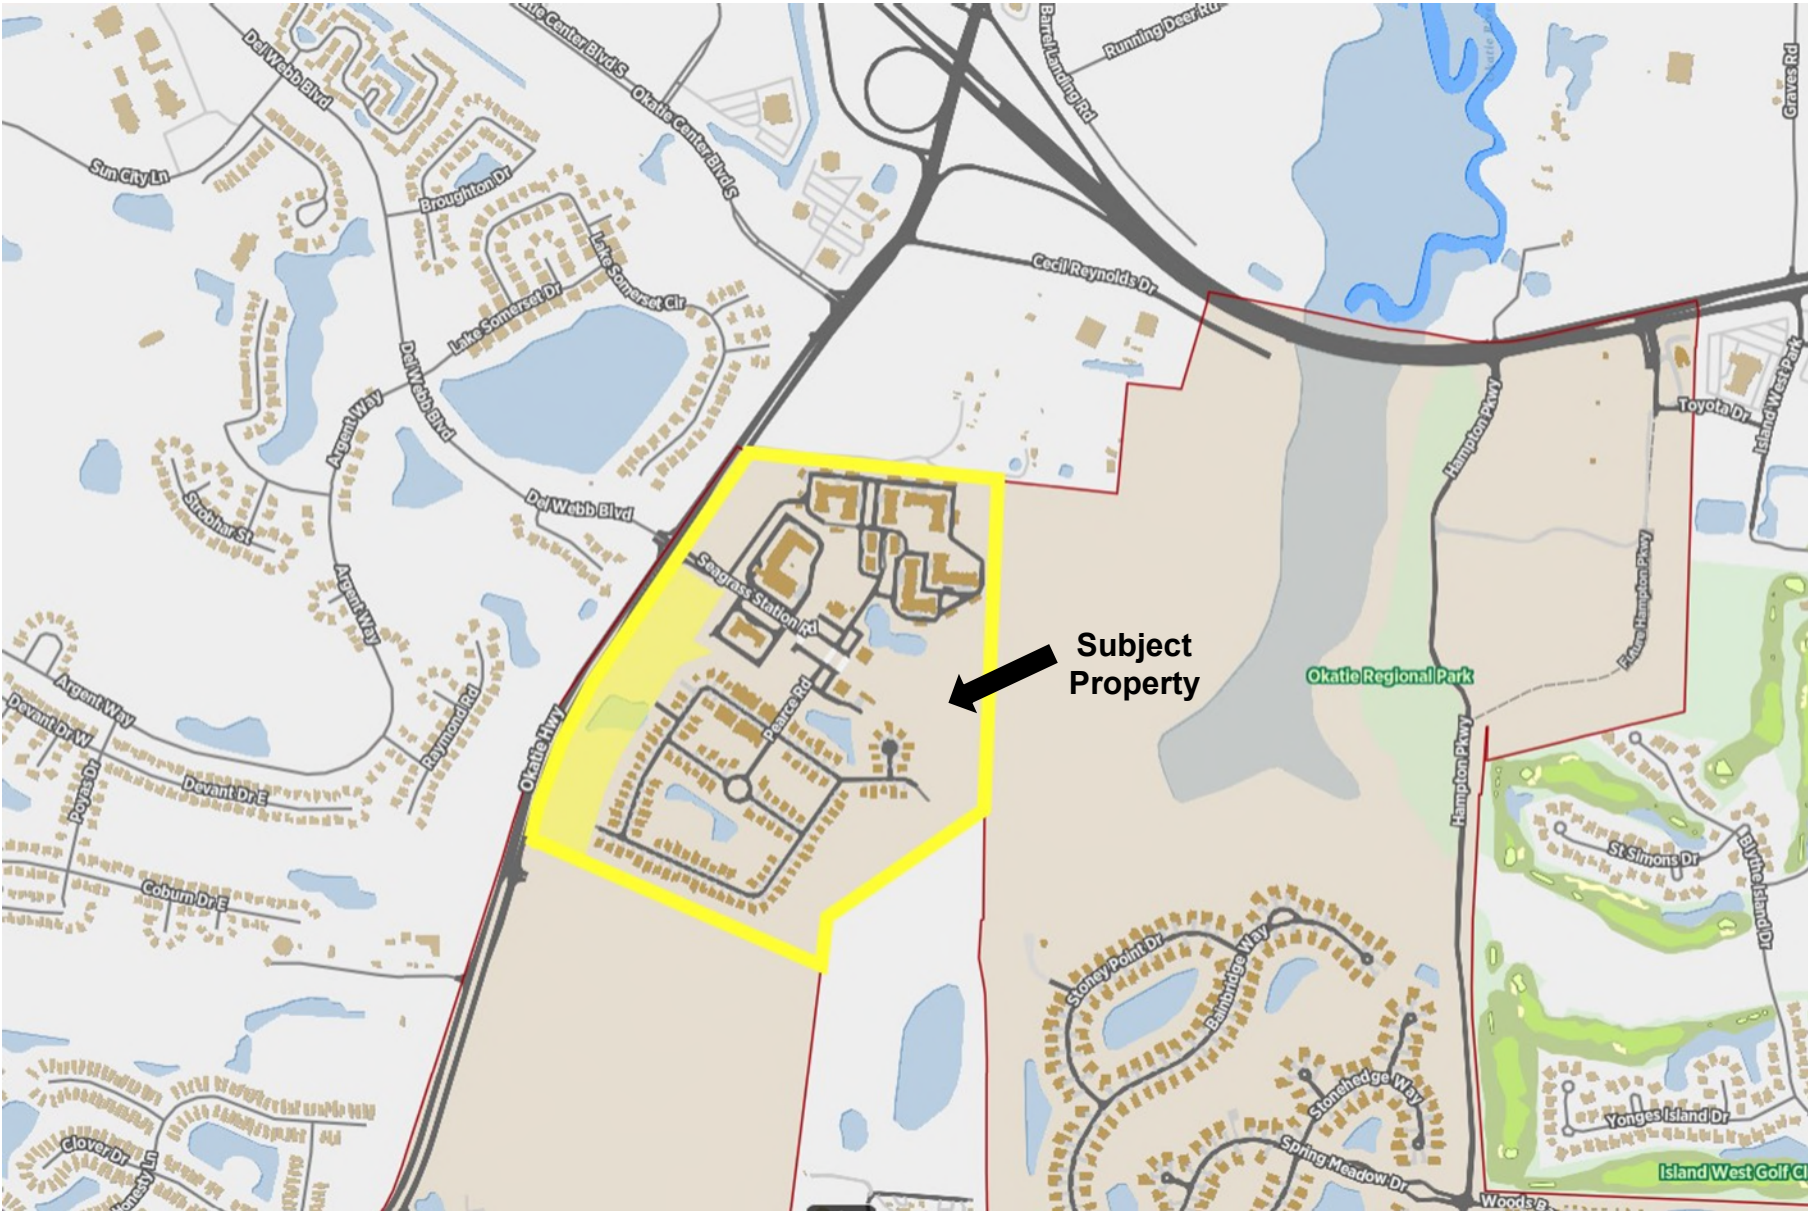 tie Center Blvd S
Barrel Landing Rd
Running Deer Rd
Graves Rd
Del Webb Blvd
Okatie Center Blvd S
Sun City Ln
Broughton Dr
Lake Somerset Cir
Lake Somerset Dr
Cecil Reynolds Dr
Del Webb Blvd
Argent Way
Hampton Pkwy
Toyota Dr
Island West Park
Strobhar St
Del Webb Blvd
Seagrass Station Rd
Argent Way
Future Hampton Pkwy
Subject
Property
Okatie Regional Park
Argent Way
Devant Dr W
Raymond Rd
Pearce Rd
Okatie Hwy
Hampton Pkwy
Poyas Dr
Devant Dr E
St Simons Dr
Blythe Island Dr
Coburn Dr E
Stoney Point Dr
Bainbridge Way
Stonehedge Way
Yonges Island Dr
Clover Dr
onesty Ln
Spring Meadow Dr
Island West Golf Cl
Woods B